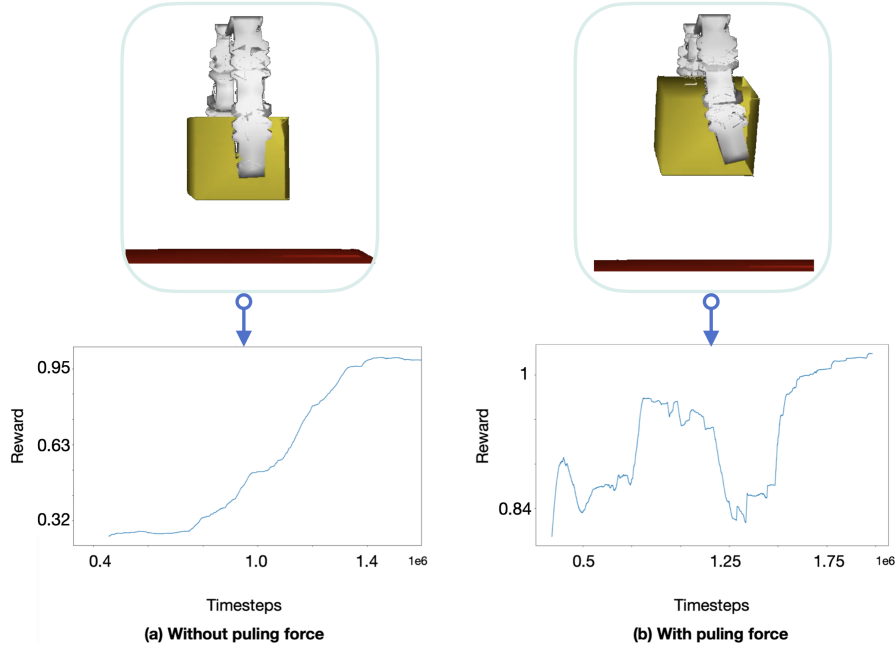 0.95
0.63
0.32
Reward
0.4
1.0
1.4
1e6
Timesteps
(a) Without puling force
1
0.84
Reward
0.5
1.25
1.75
1e6
Timesteps
(b) With puling force